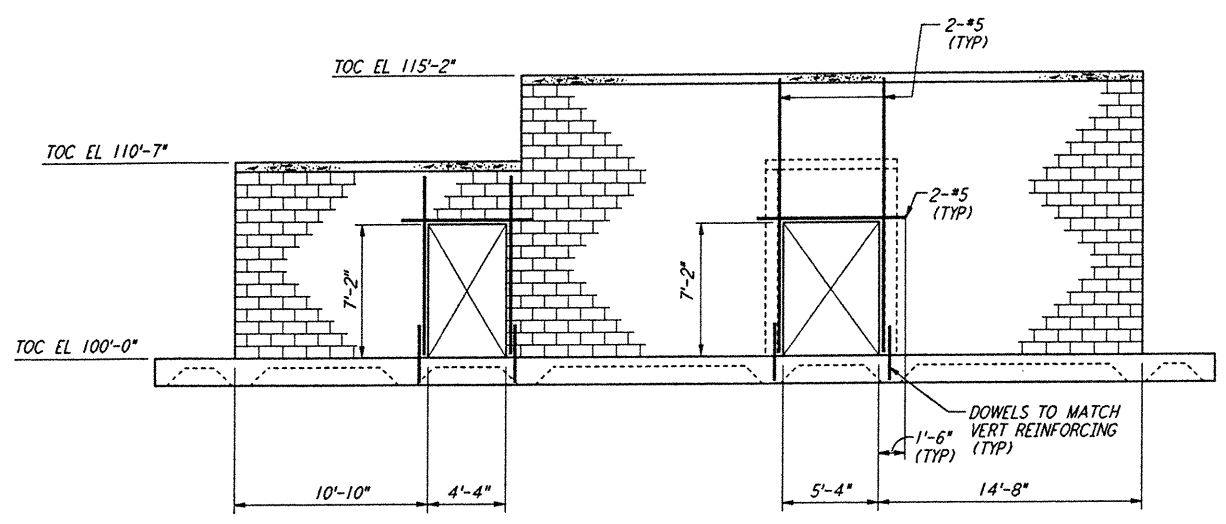 2-#5
(TYP)
TOC EL 115'-2"
TOC EL 110'-7"
2-#5
(TYP)
7'-2"
7'-2"
TOC EL 100'-0"
DOWELS TO MATCH
VERT REINFORCING
(TYP)
1'-6"
(TYP)
10'-10"
4'-4"
5'-4"
14'-8"